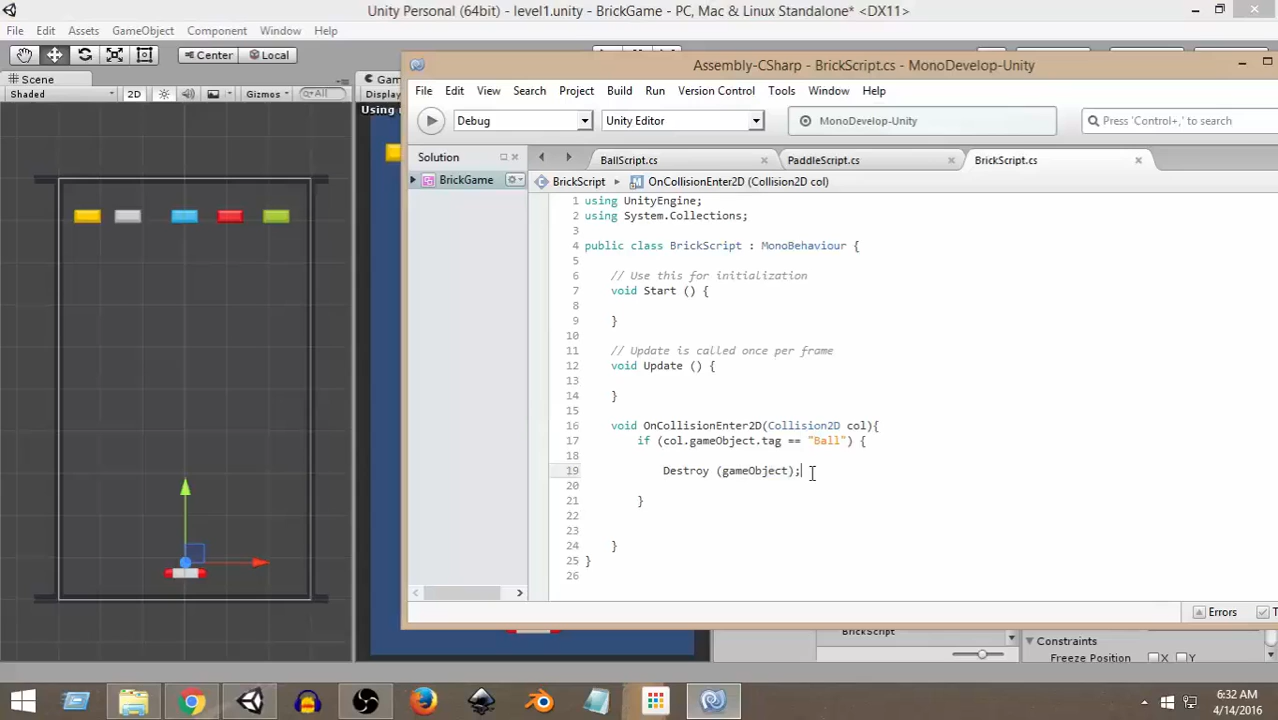 Unity Personal (64bit) - level1.unity - BrickGame - PC, Mac & Linux Standalone* <DX11>
File Edit Assets GameObject Component Window Help
Center Local
Scene
Shaded 2D Gizmos All
Displa
Using
Assembly-CSharp - BrickScript.cs - MonoDevelop-Unity
File Edit View Search Project Build Run Version Control Tools Window Help
Debug Unity Editor MonoDevelop-Unity Press 'Control+,' to search
Solution BallScript.cs PaddleScript.cs BrickScript.cs
BrickGame BrickScript OnCollisionEnter2D (Collision2D col)
1 using UnityEngine;
2 using System.Collections;
3
4 public class BrickScript : MonoBehaviour {
5
6 // Use this for initialization
7 void Start () {
8
9 }
10
11 // Update is called once per frame
12 void Update () {
13
14 }
15
16 void OnCollisionEnter2D(Collision2D col){
17 if (col.gameObject.tag == "Ball") {
18
19 Destroy (gameObject);
20
21 }
22
23
24 }
25 }
26
Errors T
BrickScript
Constraints
Freeze Position X Y
6:32 AM
4/14/2016